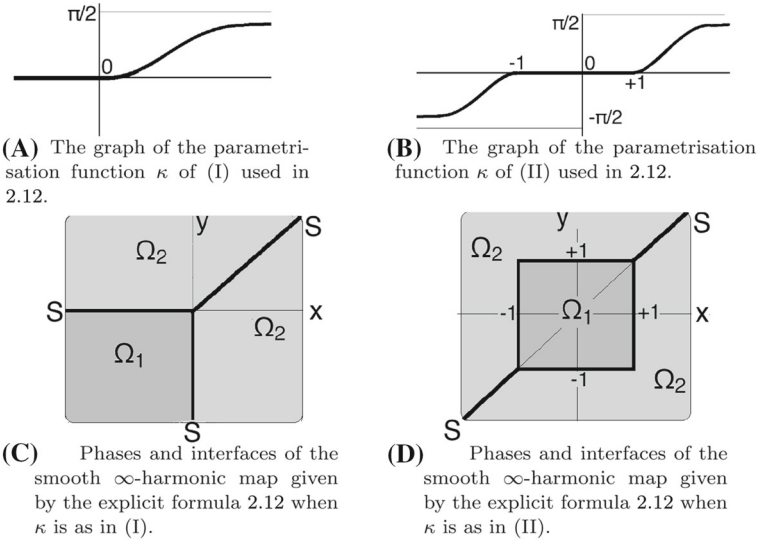 π/2
0
(A) The graph of the parametri-
sation function κ of (I) used in
2.12.
π/2
-1
0
+1
-π/2
(B) The graph of the parametrisation
function κ of (II) used in 2.12.
y
S
Ω2
S
x
Ω2
Ω1
S
(C) Phases and interfaces of the
smooth ∞-harmonic map given
by the explicit formula 2.12 when
κ is as in (I).
y
S
Ω2
+1
-1
Ω1
+1
x
-1
Ω2
S
(D) Phases and interfaces of the
smooth ∞-harmonic map given
by the explicit formula 2.12 when
κ is as in (II).